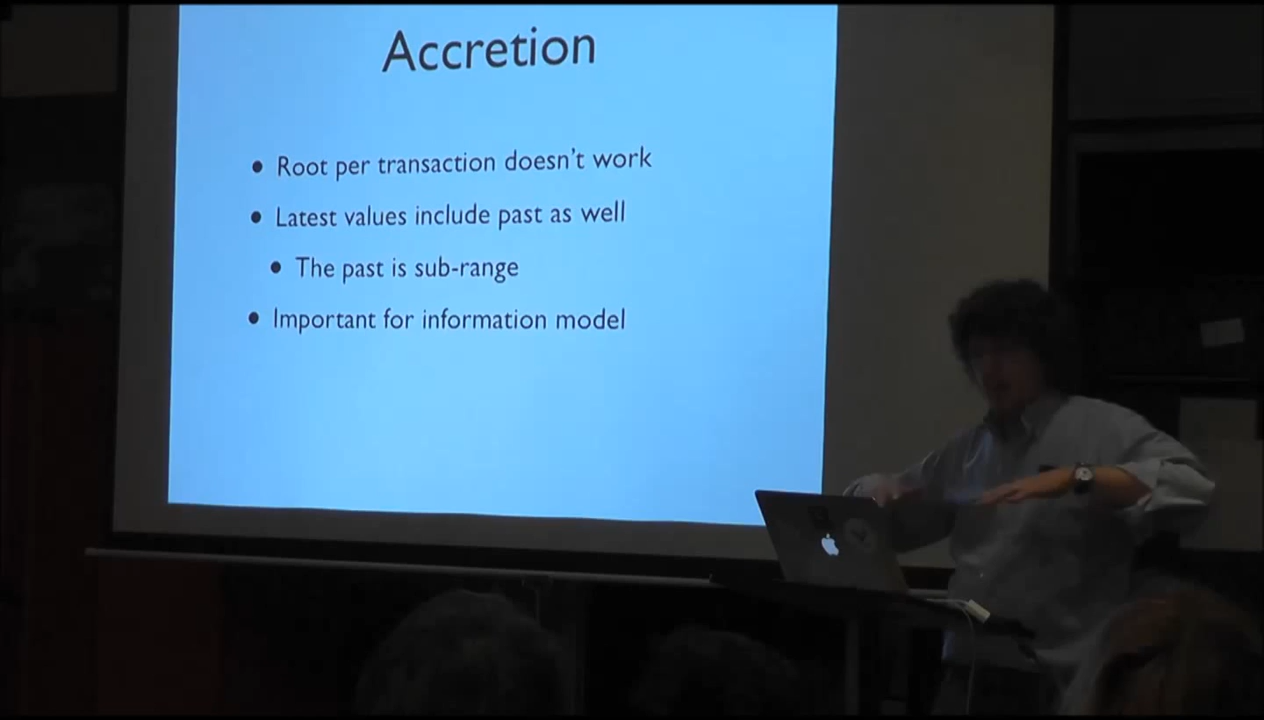 Accretion
• Root per transaction doesn't work
• Latest values include past as well
• The past is sub-range
• Important for information model